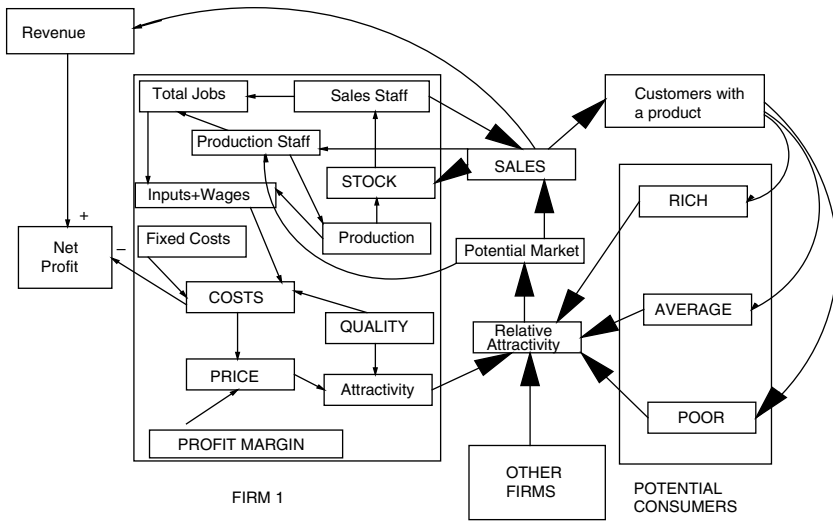 Revenue
Total Jobs
Sales Staff
Customers with
a product
Production Staff
SALES
STOCK
Inputs+Wages
RICH
+
Net
Profit
–
Fixed Costs
Production
Potential Market
COSTS
AVERAGE
QUALITY
Relative
Attractivity
PRICE
Attractivity
POOR
PROFIT MARGIN
OTHER
FIRMS
FIRM 1
POTENTIAL
CONSUMERS